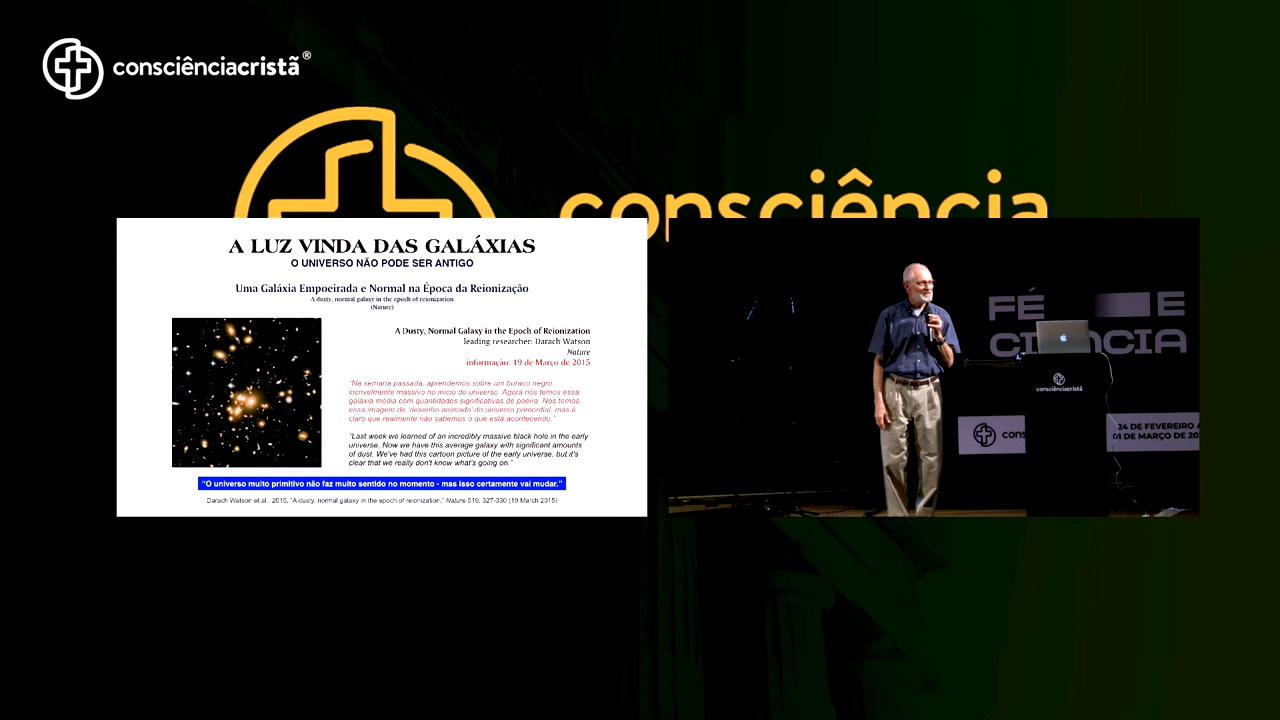 consciênciacristã®
consciência
A LUZ VINDA DAS GALÁXIAS
O UNIVERSO NÃO PODE SER ANTIGO
Uma Galáxia Empoeirada e Normal na Época da Reionização
A dusty, normal galaxy in the epoch of reionization
(Nature)
A Dusty, Normal Galaxy in the Epoch of Reionization
leading researcher: Darach Watson
Nature
informação: 19 de Março de 2015
"Na semana passada, aprendemos sobre um buraco negro
incrivelmente massivo no início do universo. Agora nós temos essa
galáxia média com quantidades significativas de poeira. Nós temos
essa imagem de 'desenho animado' do universo primordial, mas é
claro que realmente não sabemos o que está acontecendo."
"Last week we learned of an incredibly massive black hole in the early
universe. Now we have this average galaxy with significant amounts
of dust. We've had this cartoon picture of the early universe, but it's
clear that we really don't know what's going on."
"O universo muito primitivo não faz muito sentido no momento - mas isso certamente vai mudar."
Darach Watson et al., 2015, "A dusty, normal galaxy in the epoch of reionization," Nature 519, 327-330 (19 March 2015)
FÉ E
CIÊNCIA
consciênciacristã
cons
24 DE FEVEREIRO A
01 DE MARÇO DE 202